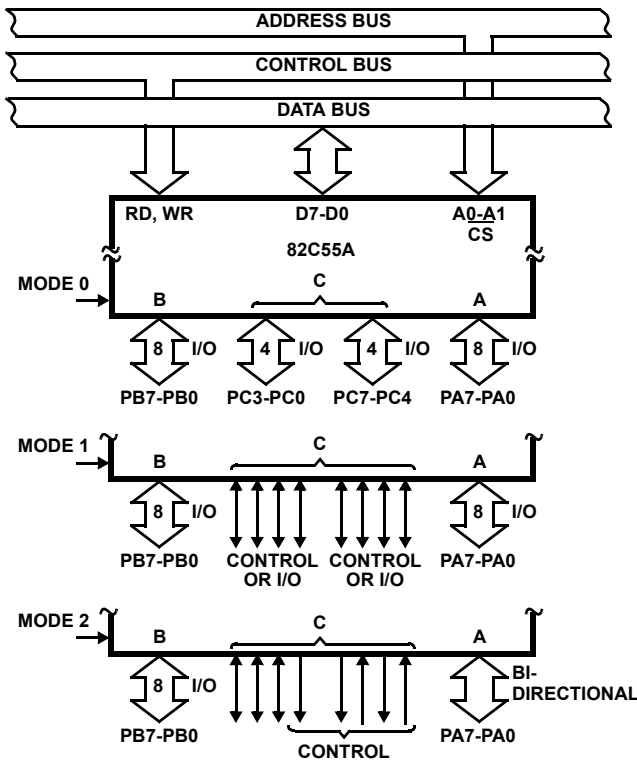 ADDRESS BUS
CONTROL BUS
DATA BUS
RD, WR D7-D0 A0-A1
CS
82C55A
MODE 0
B C A
8 I/O 4 I/O 4 I/O 8 I/O
PB7-PB0 PC3-PC0 PC7-PC4 PA7-PA0
MODE 1
B C A
8 I/O 8 I/O
PB7-PB0 CONTROL CONTROL PA7-PA0
OR I/O OR I/O
MODE 2
B C A
8 I/O BI-
DIRECTIONAL
PB7-PB0 PA7-PA0
CONTROL